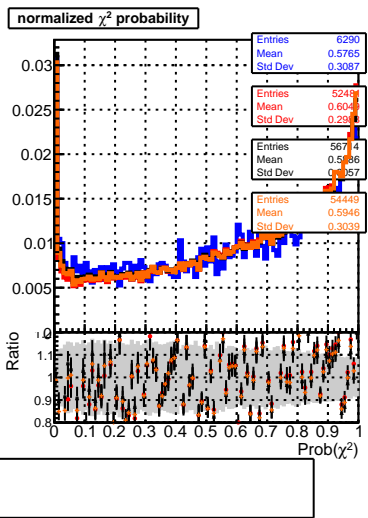 normalized χ² probability
Entries 6290
Mean 0.5765
Std Dev 0.3087
Entries
Mean
Std Dev
Entries
Mean
Std Dev
Entries 54449
Mean 0.5946
Std Dev 0.3039
0.03
0.025
0.02
0.015
0.01
0.005
Ratio
1.1
1
0.9
0.8
0 0.1 0.2 0.3 0.4 0.5 0.6 0.7 0.8 0.9 1
Prob(χ²)